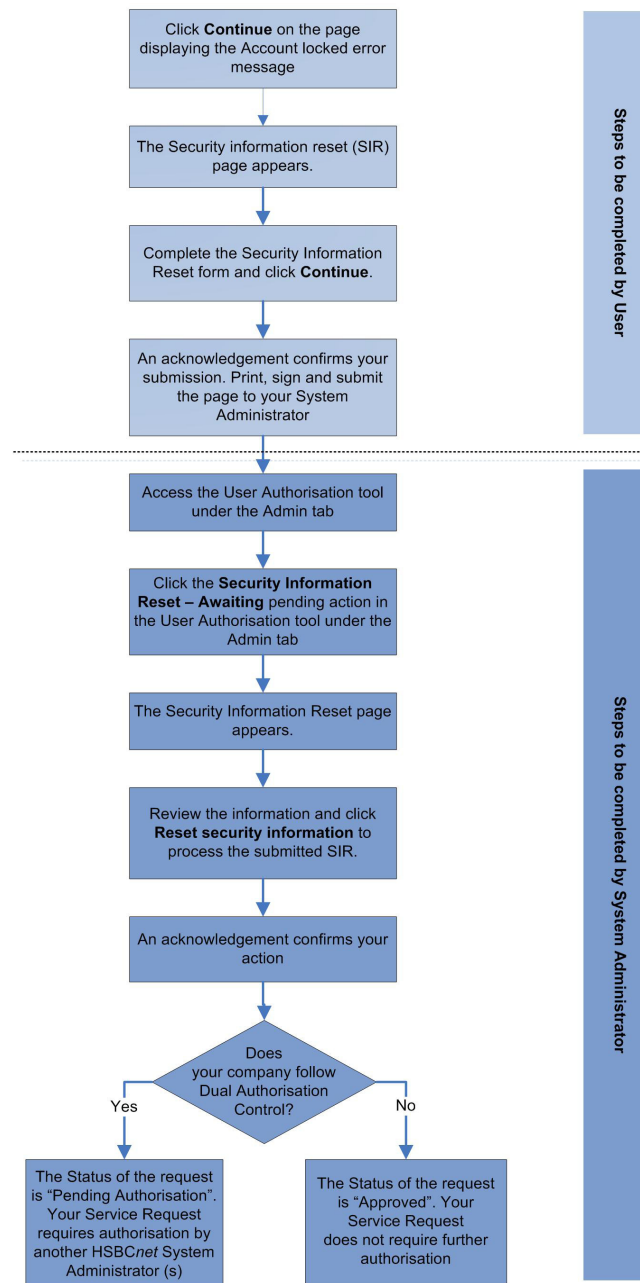 Click Continue on the page
displaying the Account locked error
message
The Security information reset (SIR)
page appears.
Complete the Security Information
Reset form and click Continue.
An acknowledgement confirms your
submission. Print, sign and submit
the page to your System
Administrator
Steps to be completed by User
Access the User Authorisation tool
under the Admin tab
Click the Security Information
Reset – Awaiting pending action in
the User Authorisation tool under the
Admin tab
The Security Information Reset page
appears.
Review the information and click
Reset security information to
process the submitted SIR.
An acknowledgement confirms your
action
Does
your company follow
Dual Authorisation
Control?
Yes
No
The Status of the request
is “Pending Authorisation”.
Your Service Request
requires authorisation by
another HSBCnet System
Administrator (s)
The Status of the request
is “Approved”. Your
Service Request
does not require further
authorisation
Steps to be completed by System Administrator